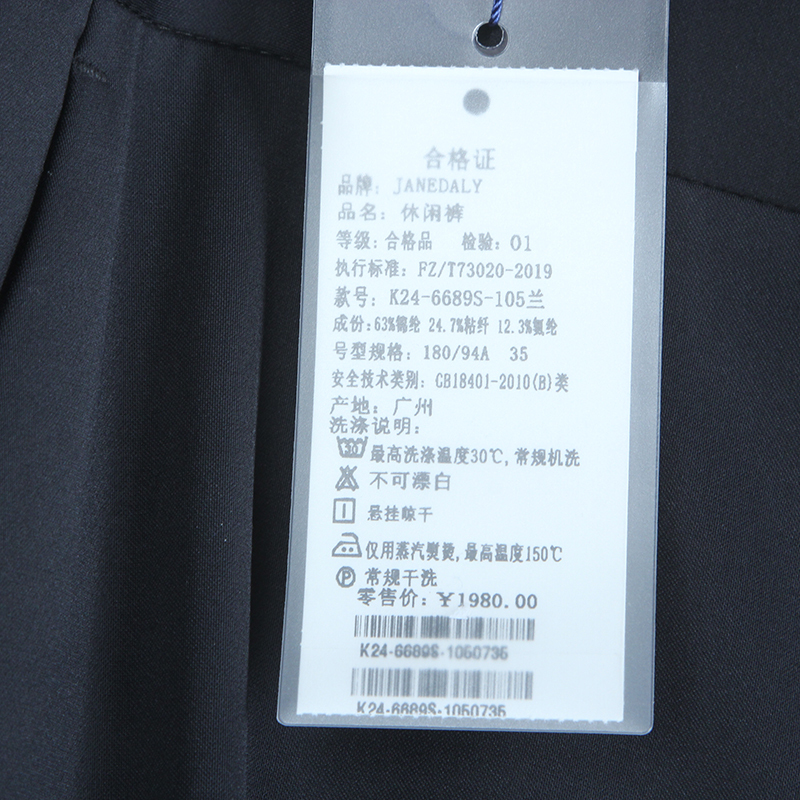 合格证
品牌: JANEDALY
品名: 休闲裤
等级: 合格品 检验: 01
执行标准: FZ/T73020-2019
款号: K24-6689S-105兰
成份:63%锦纶 24.7%粘纤 12.3%氨纶
号型规格: 180/94A 35
安全技术类别: GB18401-2010(B)类
产地: 广州
洗涤说明:
30 最高洗涤温度30℃,常规机洗
不可漂白
悬挂晾干
仅用蒸汽熨烫,最高温度150℃
P 常规干洗
零售价: ¥1980.00
K24-6689S-1050735
K24-6689S-1050735